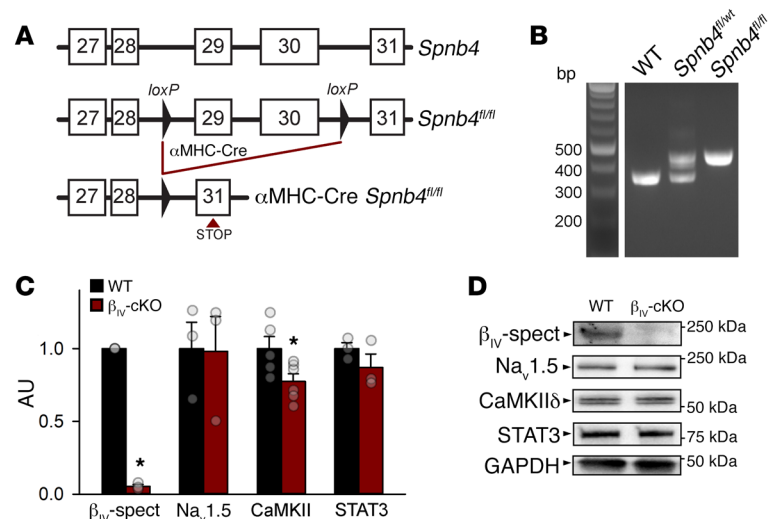 A
27 28 29 30 31 Spnb4
loxP loxP
27 28 29 30 31 Spnb4fl/fl
αMHC-Cre
27 28 31 αMHC-Cre Spnb4fl/fl
STOP
B
bp WT Spnb4fl/wt Spnb4fl/fl
500
400
300
200
C
WT
βIV-cKO
AU
1.0
0.5
0.0
* *
βIV-spect Nav1.5 CaMKII STAT3
D
WT βIV-cKO
βIV-spect 250 kDa
Nav1.5 250 kDa
CaMKIIδ 50 kDa
STAT3 75 kDa
GAPDH 50 kDa